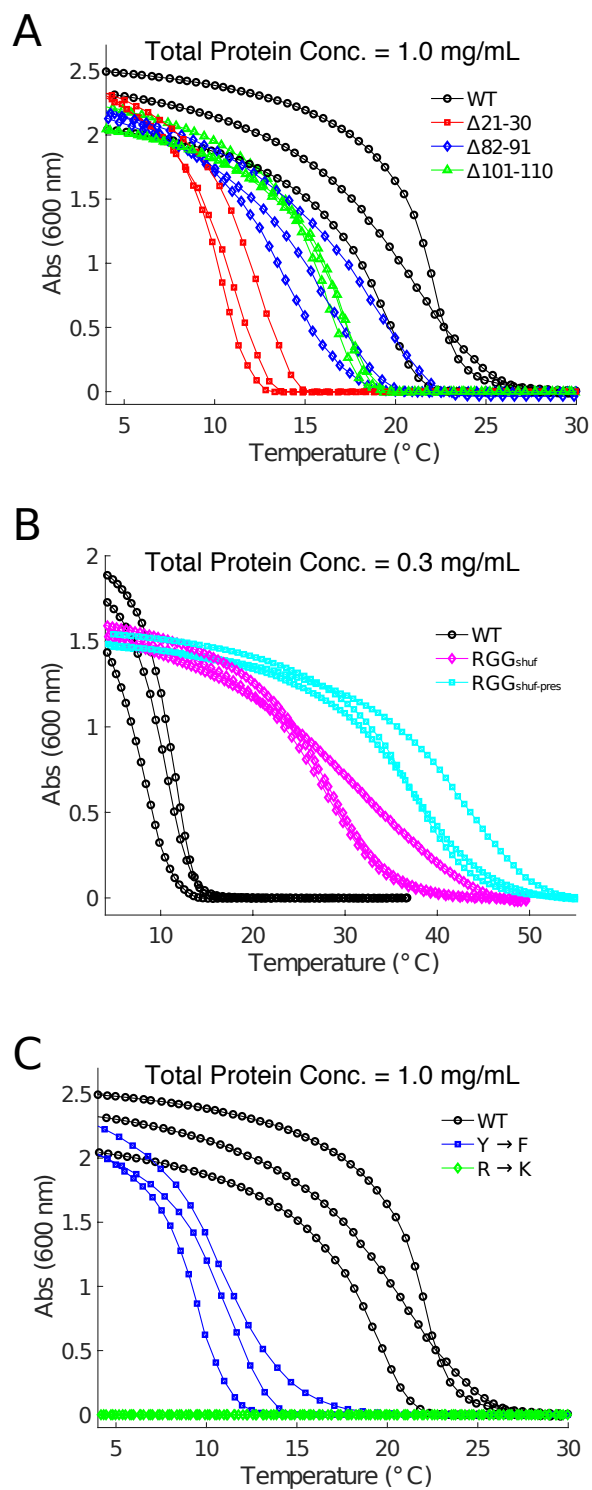 A
Total Protein Conc. = 1.0 mg/mL
2.5
2
1.5
1
0.5
0
Abs (600 nm)
WT
Δ21-30
Δ82-91
Δ101-110
5 10 15 20 25 30
Temperature (°C)
B
Total Protein Conc. = 0.3 mg/mL
2
1.5
1
0.5
0
Abs (600 nm)
WT
RGGshuf
RGGshuf-pres
10 20 30 40 50
Temperature (°C)
C
Total Protein Conc. = 1.0 mg/mL
2.5
2
1.5
1
0.5
0
Abs (600 nm)
WT
Y → F
R → K
5 10 15 20 25 30
Temperature (°C)